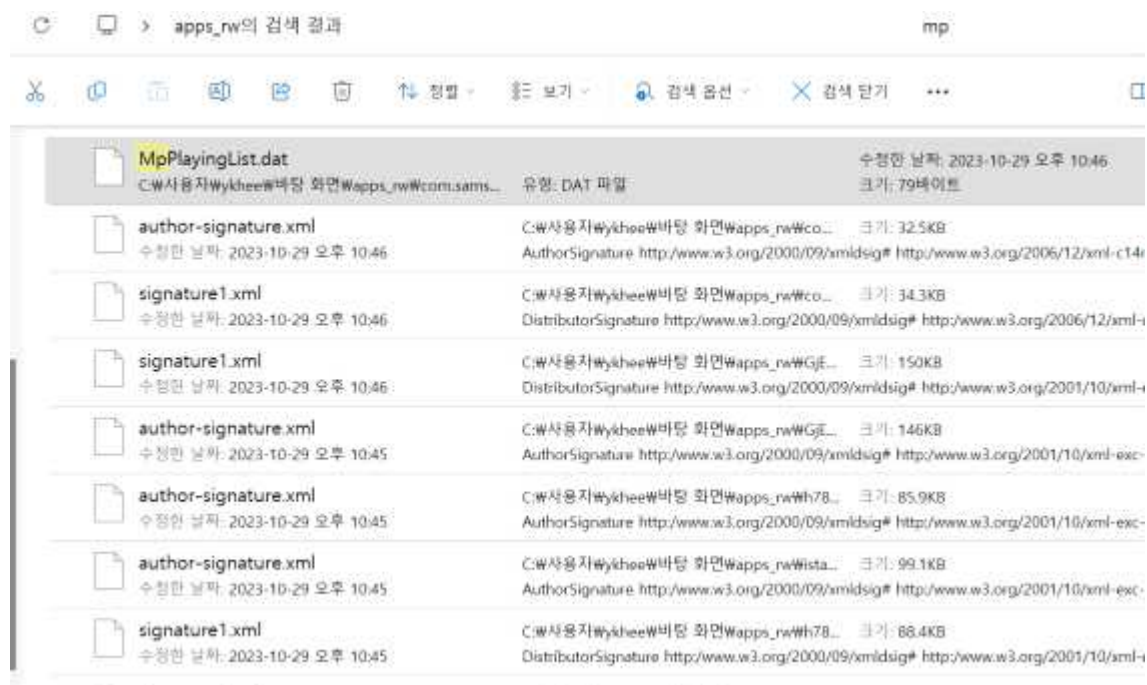 apps_rw의 검색 결과
mp
정렬
보기
검색 옵션
검색 닫기
MpPlayingList.dat
수정한 날짜: 2023-10-29 오후 10:46
C:₩사용자₩ykhee₩바탕 화면₩apps_rw₩com.sams...
유형: DAT 파일
크기: 79바이트
author-signature.xml
C:₩사용자₩ykhee₩바탕 화면₩apps_rw₩co...
크기: 32.5KB
수정한 날짜: 2023-10-29 오후 10:46
AuthorSignature http://www.w3.org/2000/09/xmldsig# http://www.w3.org/2006/12/xml-c14
signature1.xml
C:₩사용자₩ykhee₩바탕 화면₩apps_rw₩co...
크기: 34.3KB
수정한 날짜: 2023-10-29 오후 10:46
DistributorSignature http:/www.w3.org/2000/09/xmldsig# http:/www.w3.org/2006/12/xml-
signature1.xml
C:₩사용자₩ykhee₩바탕 화면₩apps_rw₩GjE...
크기: 150KB
수정한 날짜: 2023-10-29 오후 10:46
DistributorSignature http:/www.w3.org/2000/09/xmldsig# http:/www.w3.org/2001/10/xml-
author-signature.xml
C:₩사용자₩ykhee₩바탕 화면₩apps_rw₩GjE...
크기: 146KB
수정한 날짜: 2023-10-29 오후 10:45
AuthorSignature http:/www.w3.org/2000/09/xmldsig# http:/www.w3.org/2001/10/xml-exc-
author-signature.xml
C:₩사용자₩ykhee₩바탕 화면₩apps_rw₩h78...
크기: 85.9KB
수정한 날짜: 2023-10-29 오후 10:45
AuthorSignature http:/www.w3.org/2000/09/xmldsig# http:/www.w3.org/2001/10/xml-exc-
author-signature.xml
C:₩사용자₩ykhee₩바탕 화면₩apps_rw₩ista...
크기: 99.1KB
수정한 날짜: 2023-10-29 오후 10:45
AuthorSignature http:/www.w3.org/2000/09/xmldsig# http:/www.w3.org/2001/10/xml-exc-
signature1.xml
C:₩사용자₩ykhee₩바탕 화면₩apps_rw₩h78...
크기: 88.4KB
수정한 날짜: 2023-10-29 오후 10:45
DistributorSignature http:/www.w3.org/2000/09/xmldsig# http:/www.w3.org/2001/10/xml-